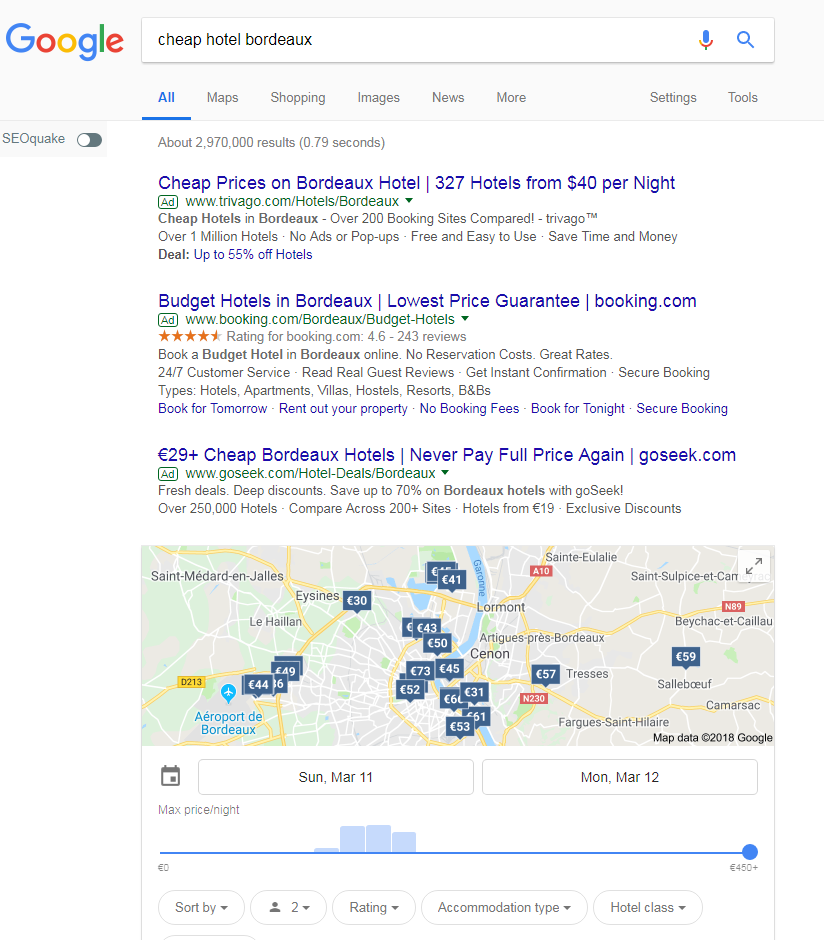 Google
cheap hotel bordeaux
All Maps Shopping Images News More Settings Tools
SEOquake
About 2,970,000 results (0.79 seconds)
Cheap Prices on Bordeaux Hotel | 327 Hotels from $40 per Night
Ad www.trivago.com/Hotels/Bordeaux
Cheap Hotels in Bordeaux - Over 200 Booking Sites Compared! - trivago™
Over 1 Million Hotels · No Ads or Pop-ups · Free and Easy to Use · Save Time and Money
Deal: Up to 55% off Hotels
Budget Hotels in Bordeaux | Lowest Price Guarantee | booking.com
Ad www.booking.com/Bordeaux/Budget-Hotels
Rating for booking.com: 4.6 - 243 reviews
Book a Budget Hotel in Bordeaux online. No Reservation Costs. Great Rates.
24/7 Customer Service · Read Real Guest Reviews · Get Instant Confirmation · Secure Booking
Types: Hotels, Apartments, Villas, Hostels, Resorts, B&Bs
Book for Tomorrow · Rent out your property · No Booking Fees · Book for Tonight · Secure Booking
€29+ Cheap Bordeaux Hotels | Never Pay Full Price Again | goseek.com
Ad www.goseek.com/Hotel-Deals/Bordeaux
Fresh deals. Deep discounts. Save up to 70% on Bordeaux hotels with goSeek!
Over 250,000 Hotels · Compare Across 200+ Sites · Hotels from €19 · Exclusive Discounts
Sainte-Eulalie
Saint-Médard-en-Jalles €41 Garonne A10 Saint-Sulpice-et-Cam
Eysines €30 Lormont N89
Le Haillan €43 Beychac-et-Caillau
€50 Artigues-près-Bordeaux
Cenon €59
€49 €73 €45 €57 Tresses
D213 €44 €52 €31 N230 Sallebœuf
Camarsac
Aéroport de €61 Fargues-Saint-Hilaire
Bordeaux €53
Map data ©2018 Google
Sun, Mar 11 Mon, Mar 12
Max price/night
€0 €450+
Sort by 2 Rating Accommodation type Hotel class